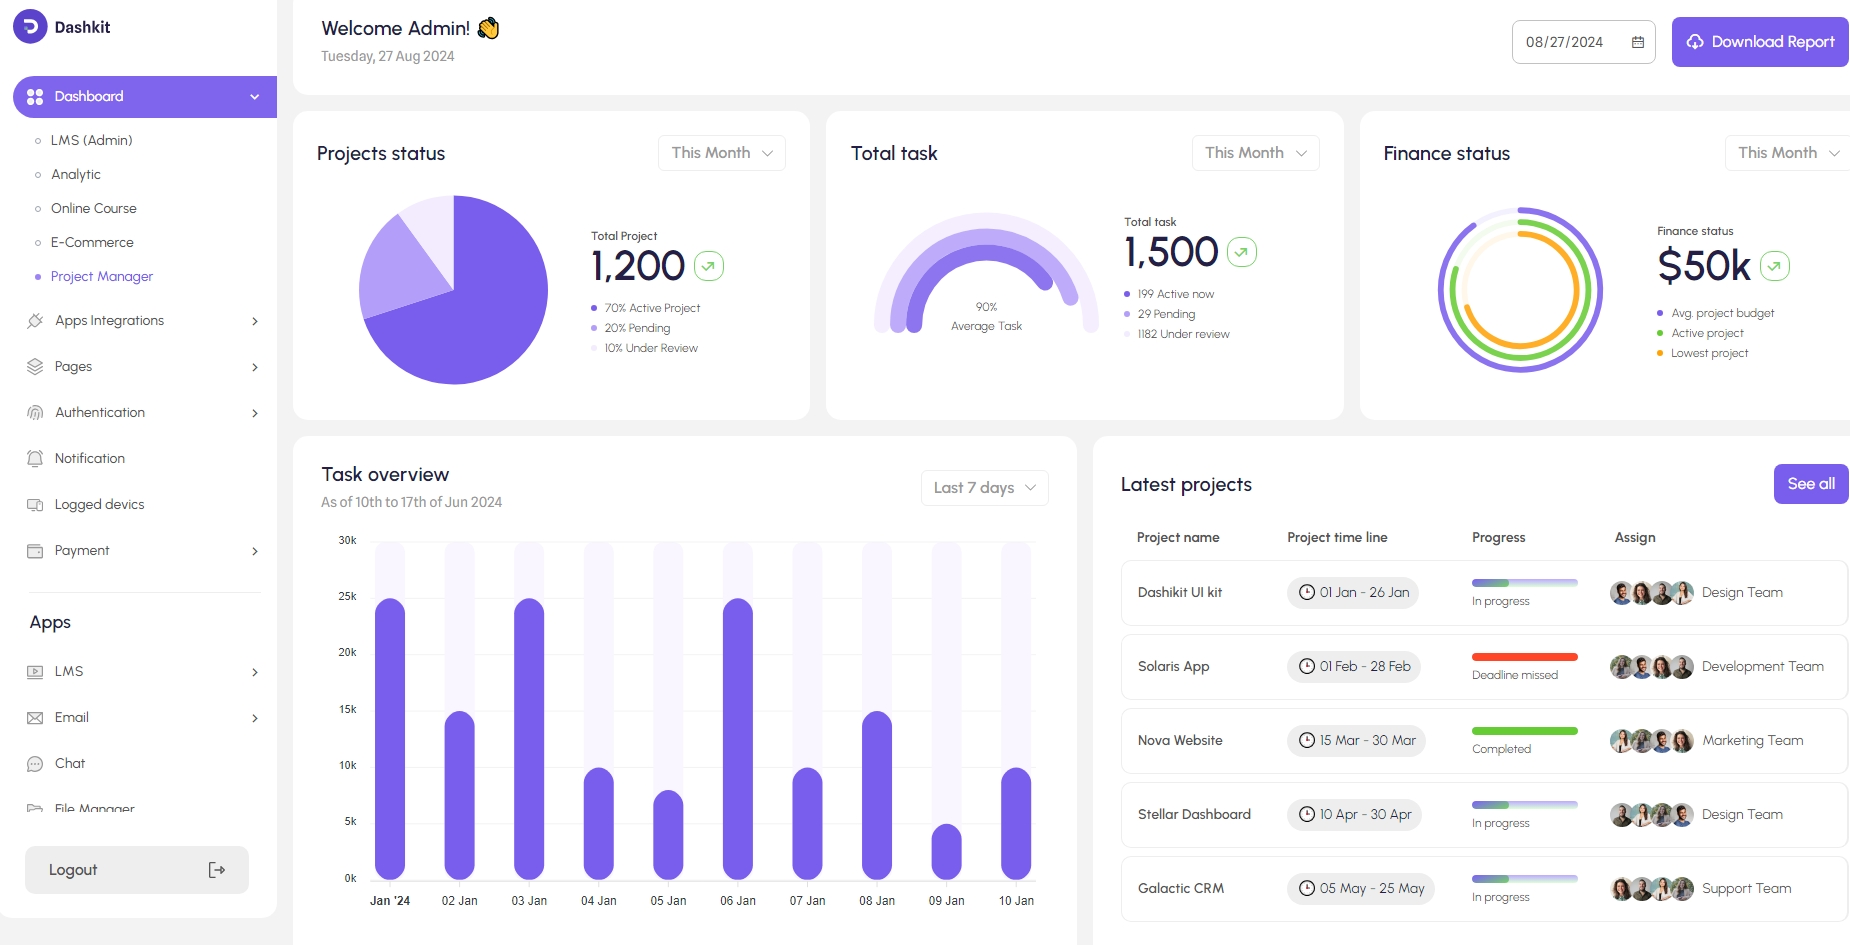 Dashkit
Dashboard
LMS (Admin)
Analytic
Online Course
E-Commerce
Project Manager
Apps Integrations
Pages
Authentication
Notification
Logged devics
Payment
Apps
LMS
Email
Chat
File Manager
Logout
Welcome Admin!
Tuesday, 27 Aug 2024
08/27/2024
Download Report
Projects status
This Month
Total Project
1,200
70% Active Project
20% Pending
10% Under Review
Total task
This Month
90%
Average Task
Total task
1,500
199 Active now
29 Pending
1182 Under review
Finance status
This Month
Finance status
$50k
Avg. project budget
Active project
Lowest project
Task overview
As of 10th to 17th of Jun 2024
Last 7 days
30k
25k
20k
15k
10k
5k
0k
Jan '24 02 Jan 03 Jan 04 Jan 05 Jan 06 Jan 07 Jan 08 Jan 09 Jan 10 Jan
Latest projects
See all
Project name Project time line Progress Assign
Dashikit UI kit 01 Jan - 26 Jan In progress Design Team
Solaris App 01 Feb - 28 Feb Deadline missed Development Team
Nova Website 15 Mar - 30 Mar Completed Marketing Team
Stellar Dashboard 10 Apr - 30 Apr In progress Design Team
Galactic CRM 05 May - 25 May In progress Support Team